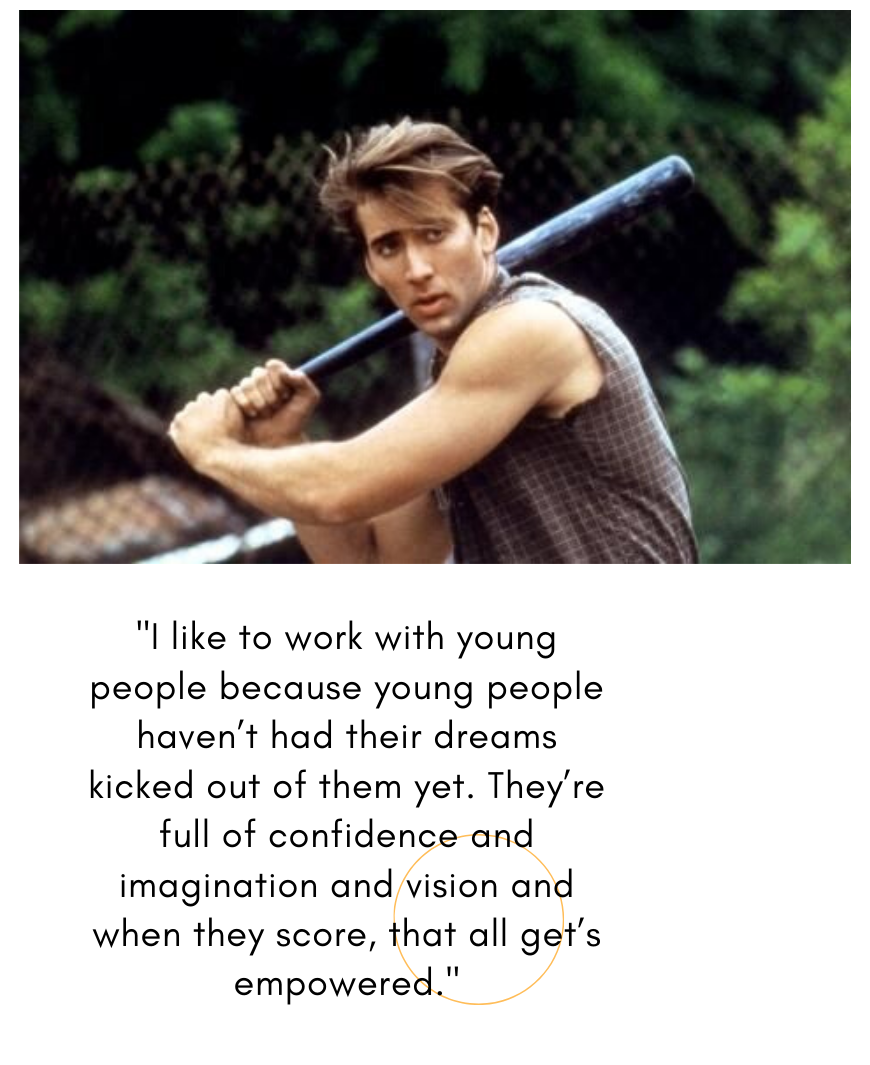 "I like to work with young
people because young people
haven’t had their dreams
kicked out of them yet. They’re
full of confidence and
imagination and vision and
when they score, that all get’s
empowered."